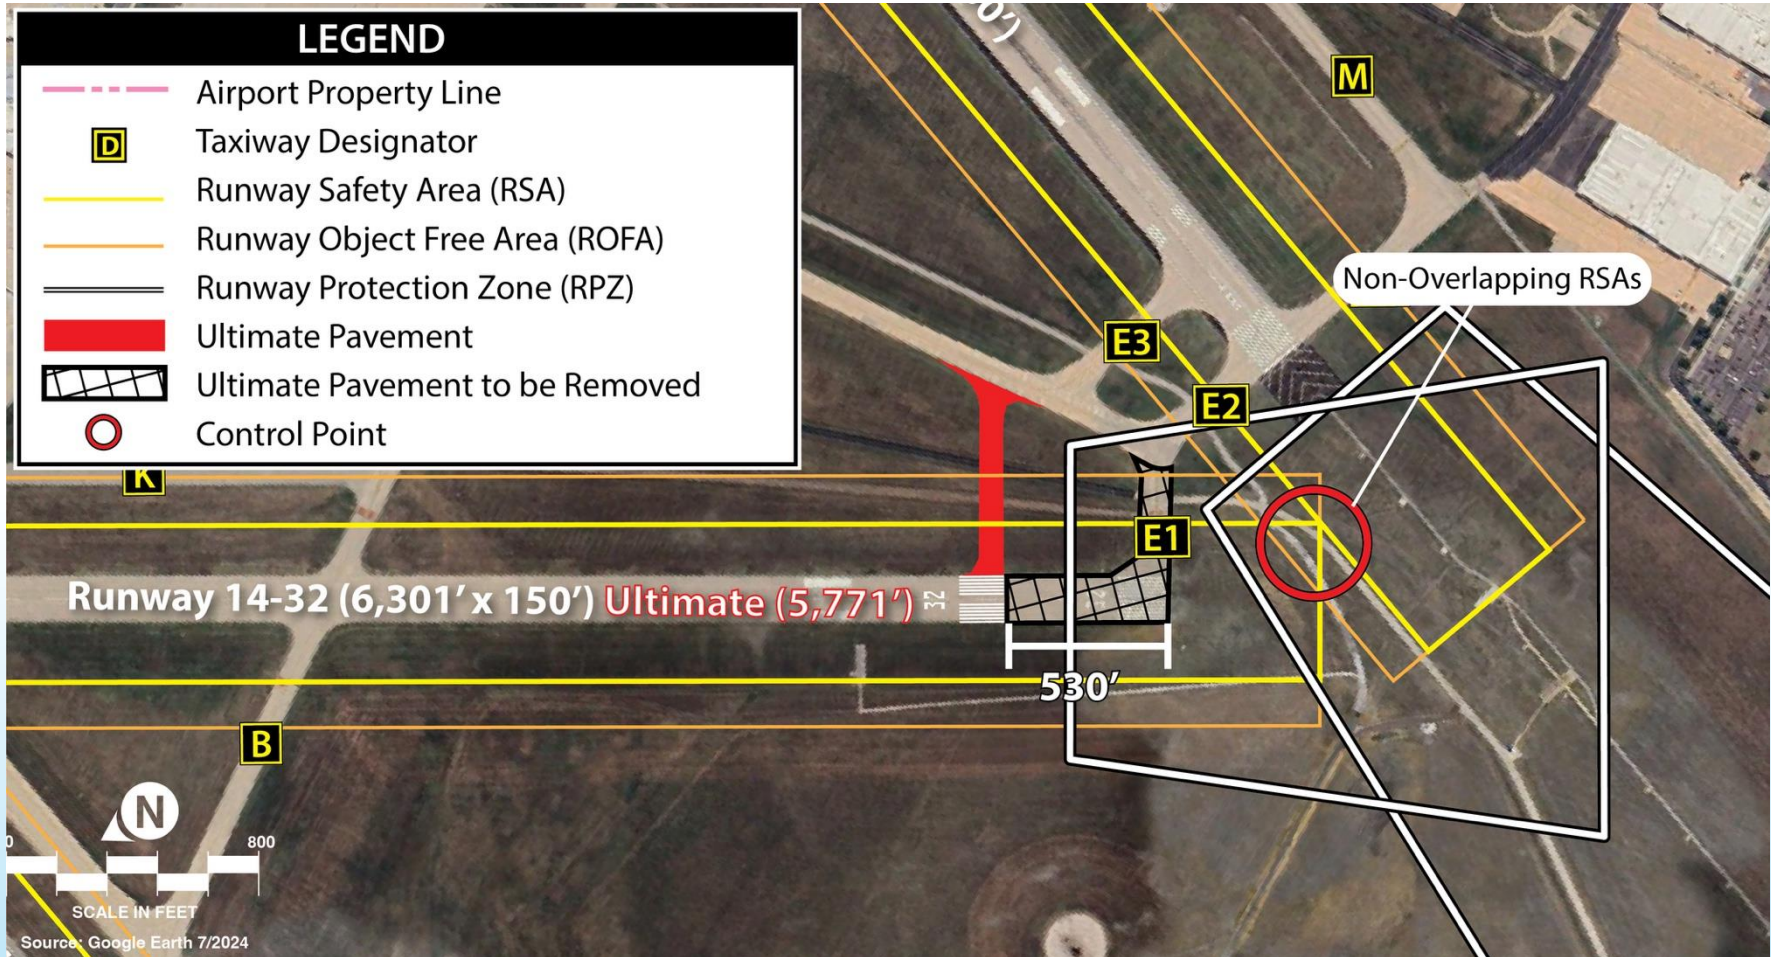 LEGEND
Airport Property Line
D
Taxiway Designator
Runway Safety Area (RSA)
Runway Object Free Area (ROFA)
Runway Protection Zone (RPZ)
Ultimate Pavement
Ultimate Pavement to be Removed
Control Point
0')
M
Non-Overlapping RSAs
E3
E2
K
E1
Runway 14-32 (6,301' x 150') Ultimate (5,771')
32
530'
B
N
0 800
SCALE IN FEET
Source: Google Earth 7/2024